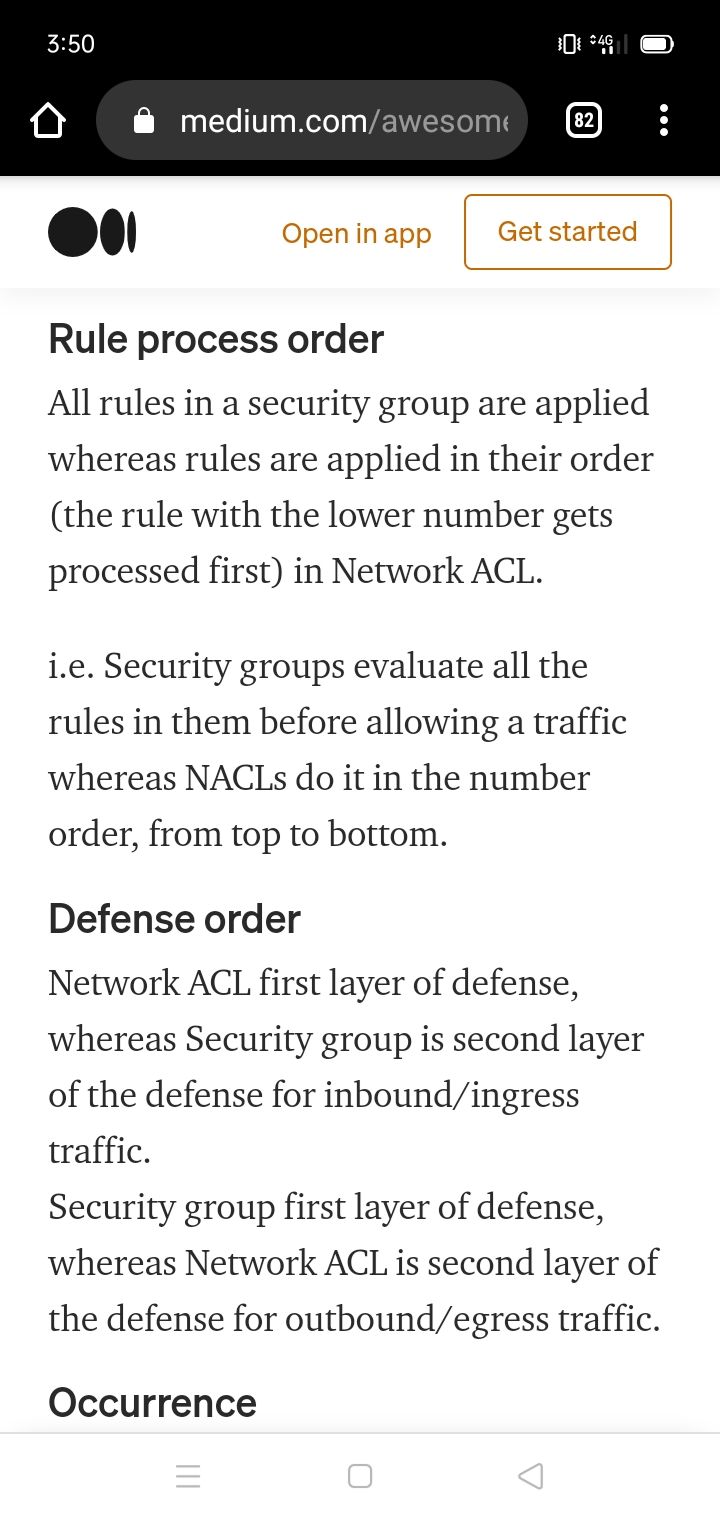 3:50
4G
medium.com/awesome
82
Open in app
Get started
Rule process order
All rules in a security group are applied
whereas rules are applied in their order
(the rule with the lower number gets
processed first) in Network ACL.
i.e. Security groups evaluate all the
rules in them before allowing a traffic
whereas NACLs do it in the number
order, from top to bottom.
Defense order
Network ACL first layer of defense,
whereas Security group is second layer
of the defense for inbound/ingress
traffic.
Security group first layer of defense,
whereas Network ACL is second layer of
the defense for outbound/egress traffic.
Occurrence